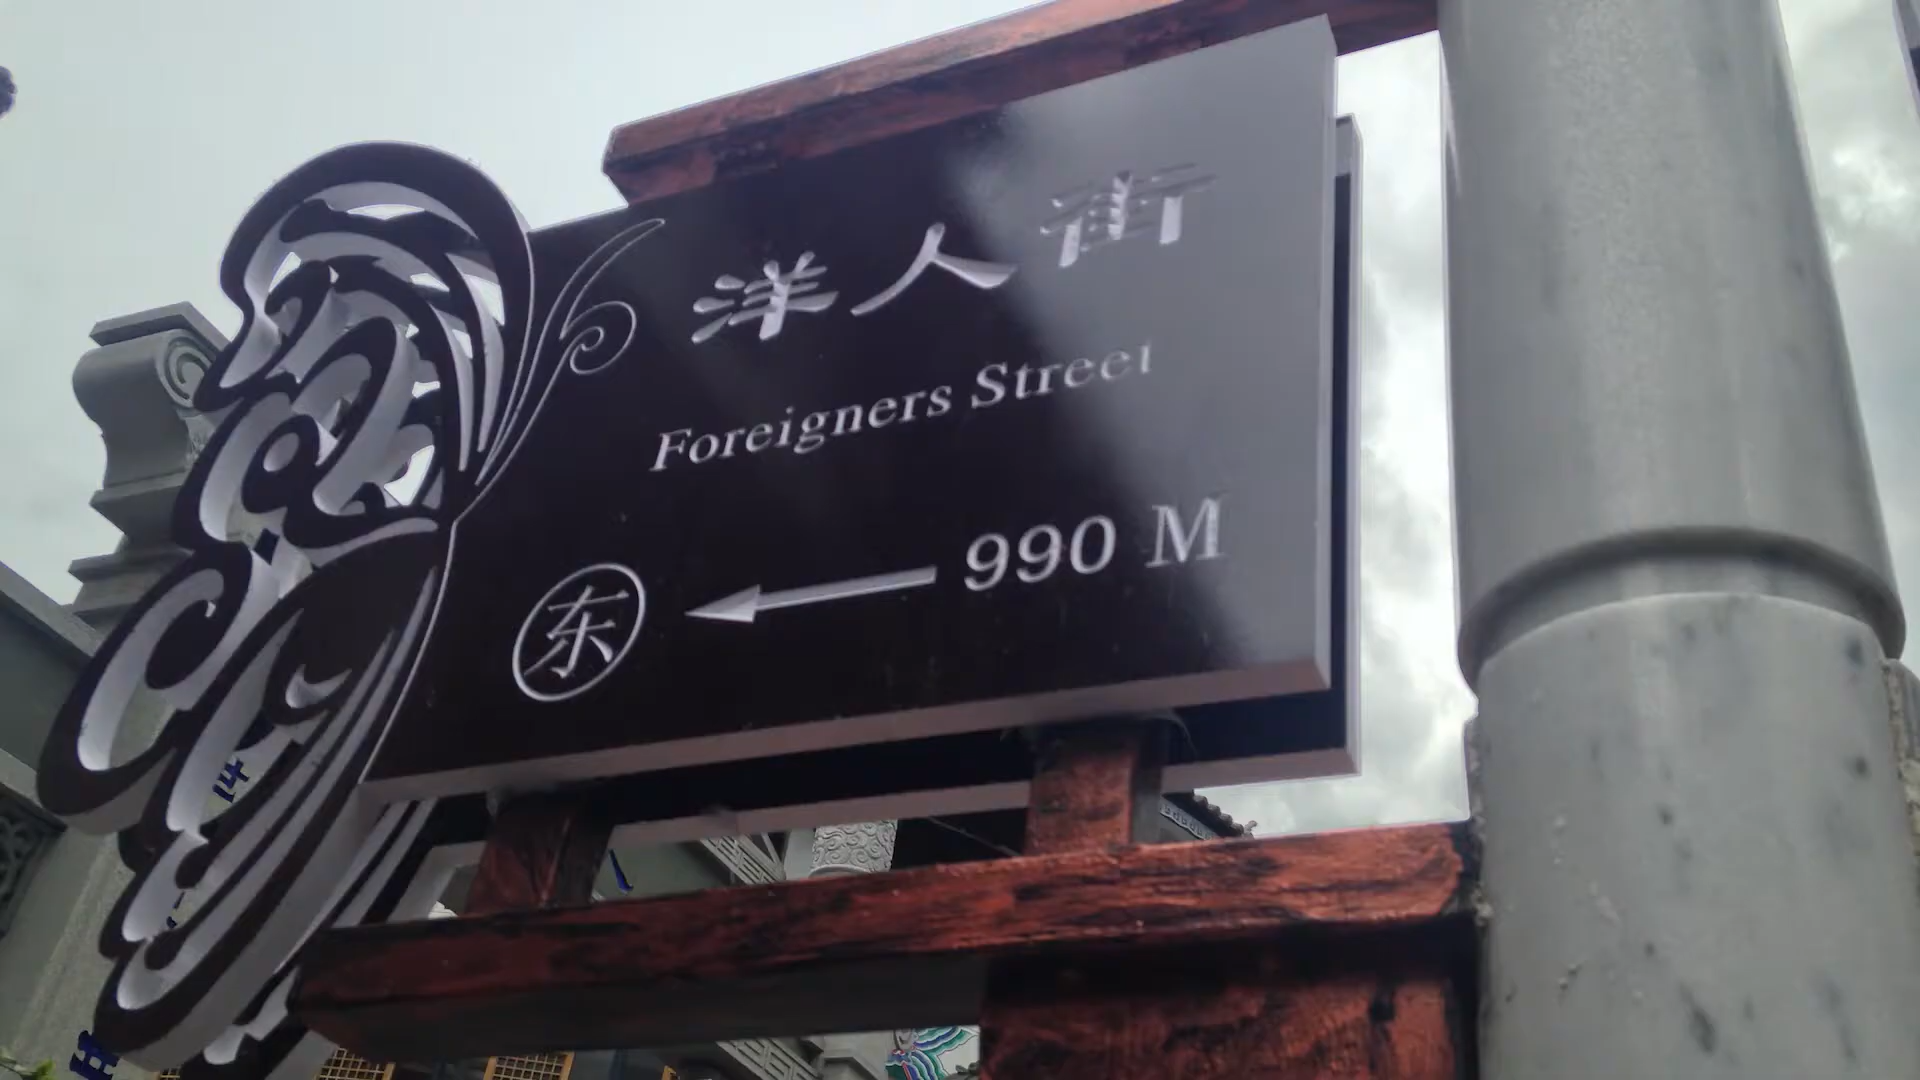 洋人街
Foreigners Street
东 990 M